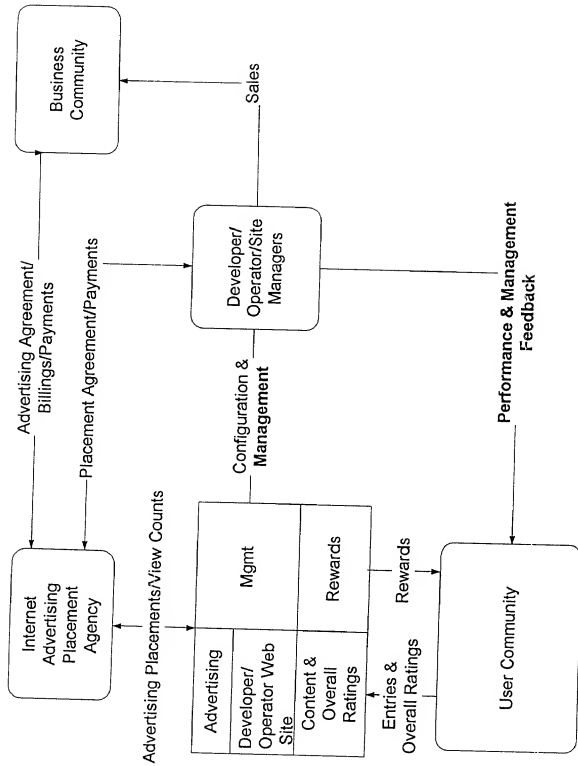 Internet
Advertising
Placement
Agency
Advertising Agreement/
Billings/Payments
Placement Agreement/Payments
Business
Community
Advertising Placements/View Counts
Sales
Advertising
Developer/
Operator Web
Site
Content &
Overall
Ratings
Mgmt
Rewards
Configuration &
Management
Developer/
Operator/Site
Managers
Entries &
Overall Ratings
Rewards
Performance & Management
Feedback
User Community